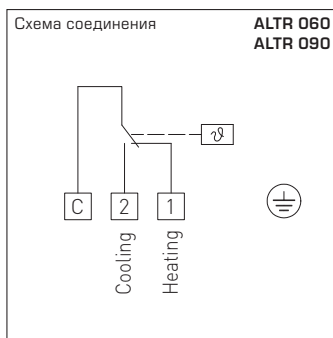 Схема соединения
ALTR 060
ALTR 090
ϑ
C
2
1
Cooling
Heating